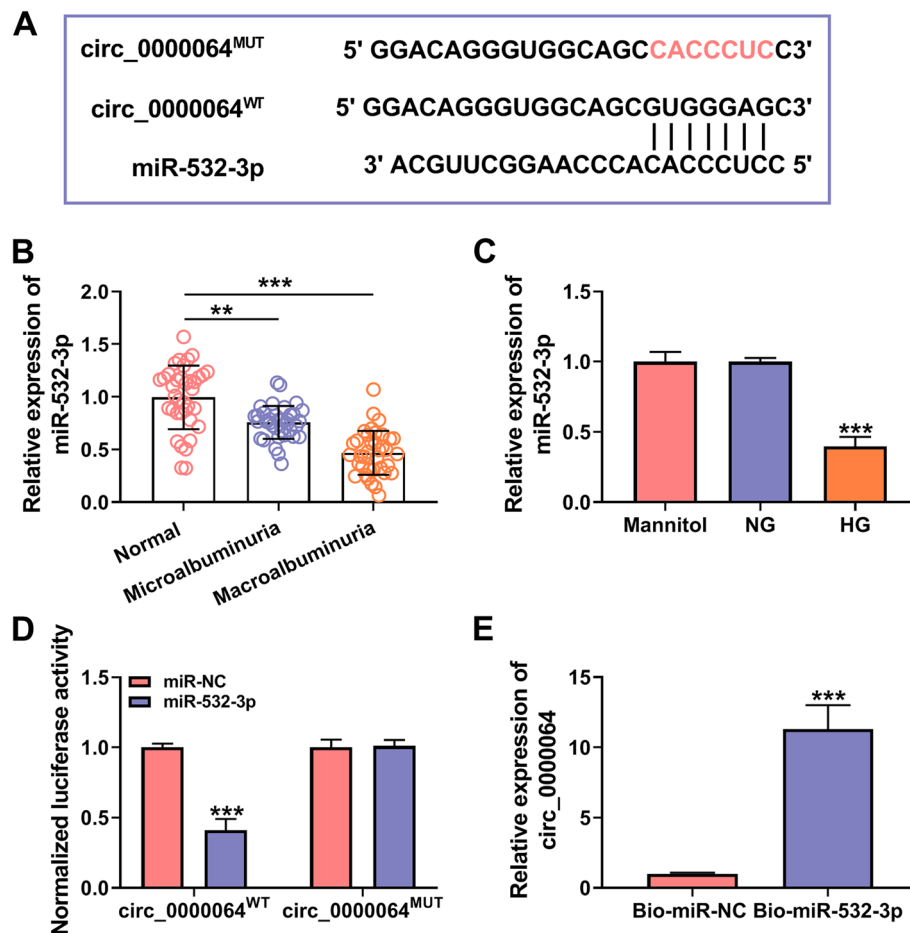 A
circ_0000064MUT 5' GGACAGGGUGGCAGCCACCCUCC3'
circ_0000064WT 5' GGACAGGGUGGCAGCGUGGGAGC3'
miR-532-3p 3' ACGUUCGGAACCCACACCCUCC 5'
B
Relative expression of
miR-532-3p
2.0
1.5
1.0
0.5
0.0
***
**
Normal
Microalbuminuria
Macroalbuminuria
C
Relative expression of
miR-532-3p
1.5
1.0
0.5
0.0
***
Mannitol NG HG
D
Normalized luciferase activity
1.5
1.0
0.5
0.0
miR-NC
miR-532-3p
***
circ_0000064WT circ_0000064MUT
E
Relative expression of
circ_0000064
15
10
5
0
***
Bio-miR-NC Bio-miR-532-3p